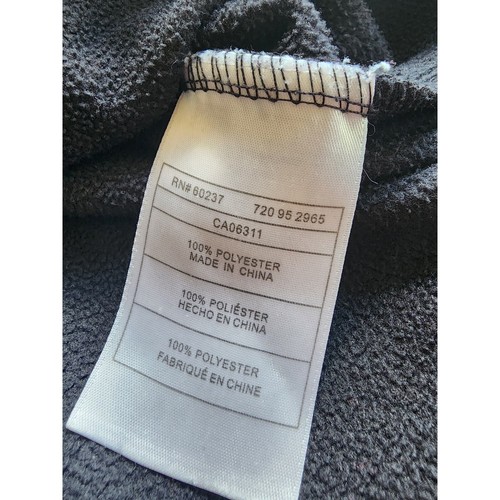 RN# 60237 720 95 2965
CA06311
100% POLYESTER
MADE IN CHINA
100% POLIÉSTER
HECHO EN CHINA
100% POLYESTER
FABRIQUÉ EN CHINE